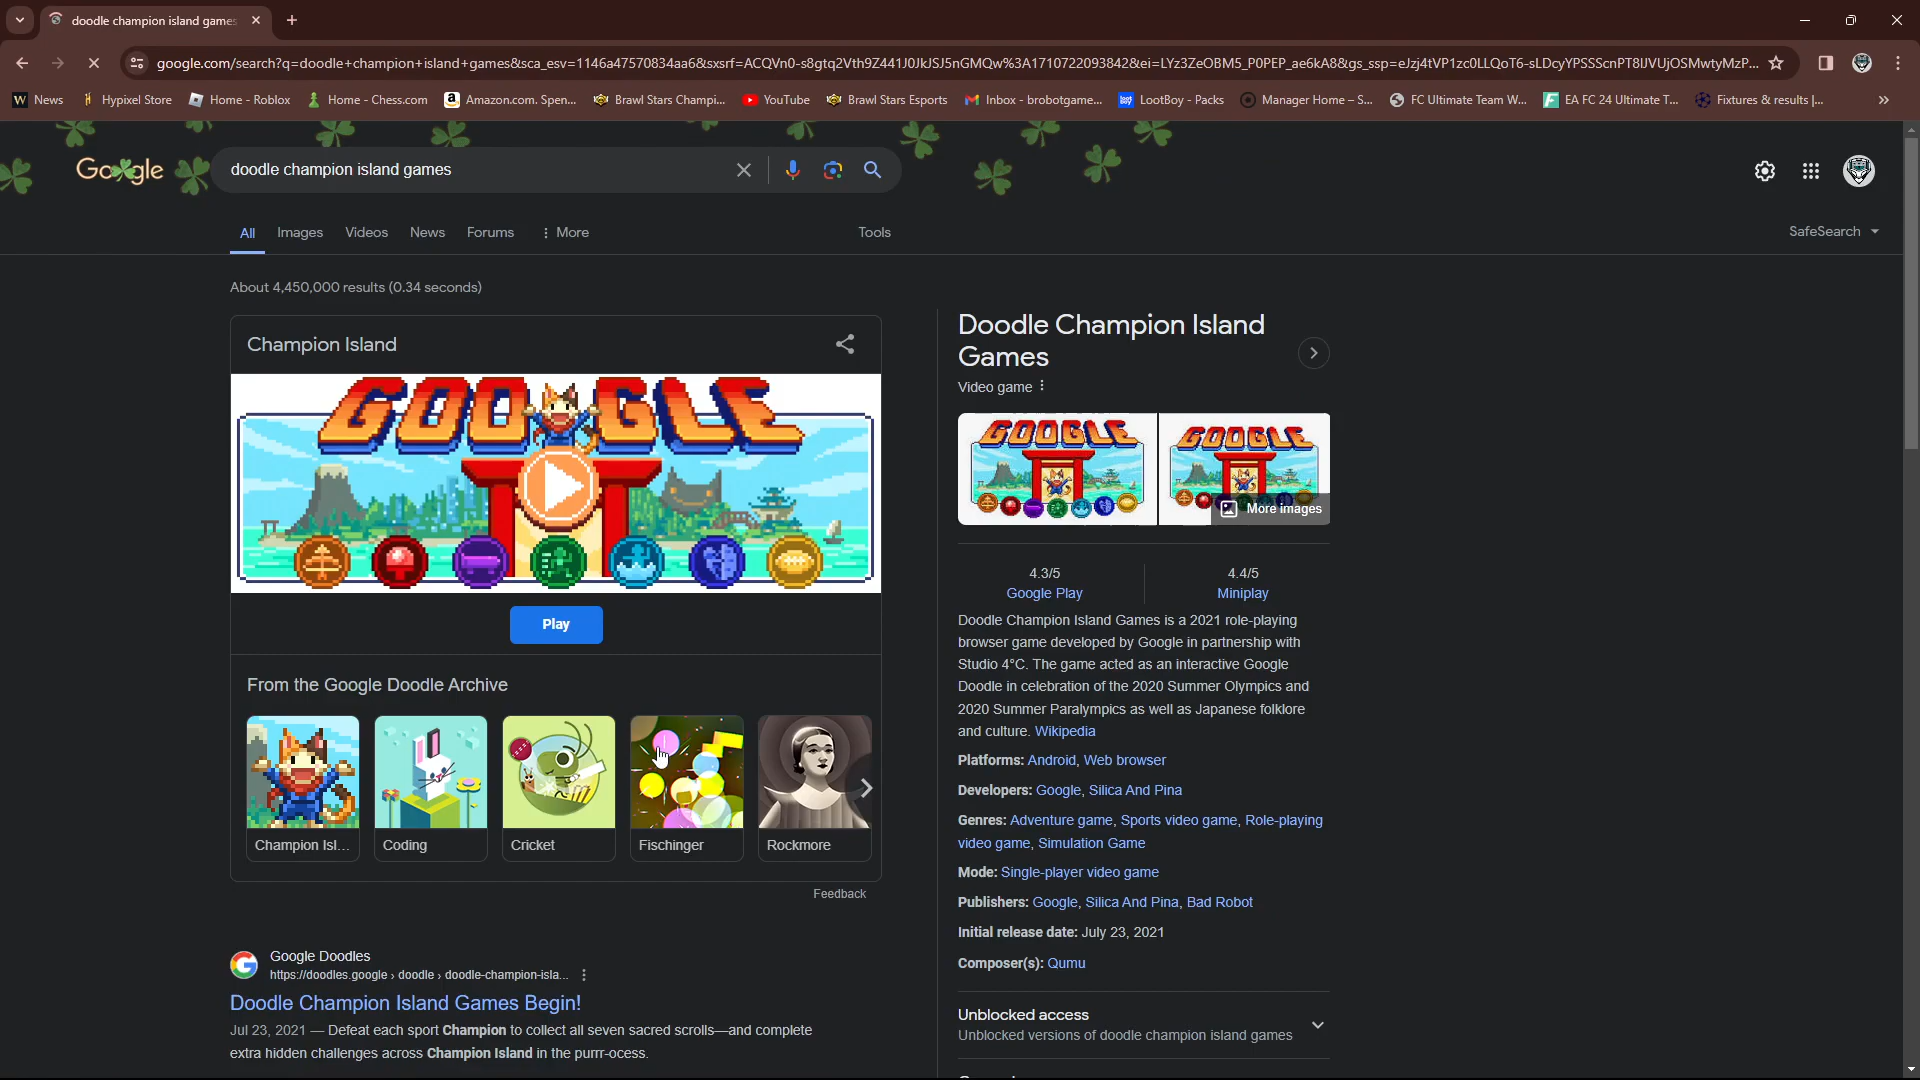 doodle champion island games
google.com/search?q=doodle+champion+island+games&sca_esv=1146a47570834aa6&sxsrf=ACQVn0-s8gtq2Vth9Z441J0JkJSJ5nGMQw%3A1710722093842&ei=LYz3ZeOBM5_P0PEP_ae6kA8&gs_ssp=eJzj4tVP1zc0LLQoT6-sLDcyYPSSScnPT8lJVUjOSMwtyMzP...
News
Hypixel Store
Home - Roblox
Home - Chess.com
Amazon.com. Spen...
Brawl Stars Champi...
YouTube
Brawl Stars Esports
Inbox - brobotgame...
LootBoy - Packs
Manager Home – S...
FC Ultimate Team W...
EA FC 24 Ultimate T...
Fixtures & results |...
Google
doodle champion island games
All
Images
Videos
News
Forums
More
Tools
SafeSearch
About 4,450,000 results (0.34 seconds)
Champion Island
GOOGLE
Play
From the Google Doodle Archive
Champion Isl...
Coding
Cricket
Fischinger
Rockmore
Feedback
Google Doodles
https://doodles.google › doodle › doodle-champion-isla...
Doodle Champion Island Games Begin!
Jul 23, 2021 — Defeat each sport Champion to collect all seven sacred scrolls—and complete
extra hidden challenges across Champion Island in the purrr-ocess.
Doodle Champion Island
Games
Video game
GOOGLE
GOOGLE
More images
4.3/5
Google Play
4.4/5
Miniplay
Doodle Champion Island Games is a 2021 role-playing
browser game developed by Google in partnership with
Studio 4°C. The game acted as an interactive Google
Doodle in celebration of the 2020 Summer Olympics and
2020 Summer Paralympics as well as Japanese folklore
and culture. Wikipedia
Platforms: Android, Web browser
Developers: Google, Silica And Pina
Genres: Adventure game, Sports video game, Role-playing
video game, Simulation Game
Mode: Single-player video game
Publishers: Google, Silica And Pina, Bad Robot
Initial release date: July 23, 2021
Composer(s): Qumu
Unblocked access
Unblocked versions of doodle champion island games